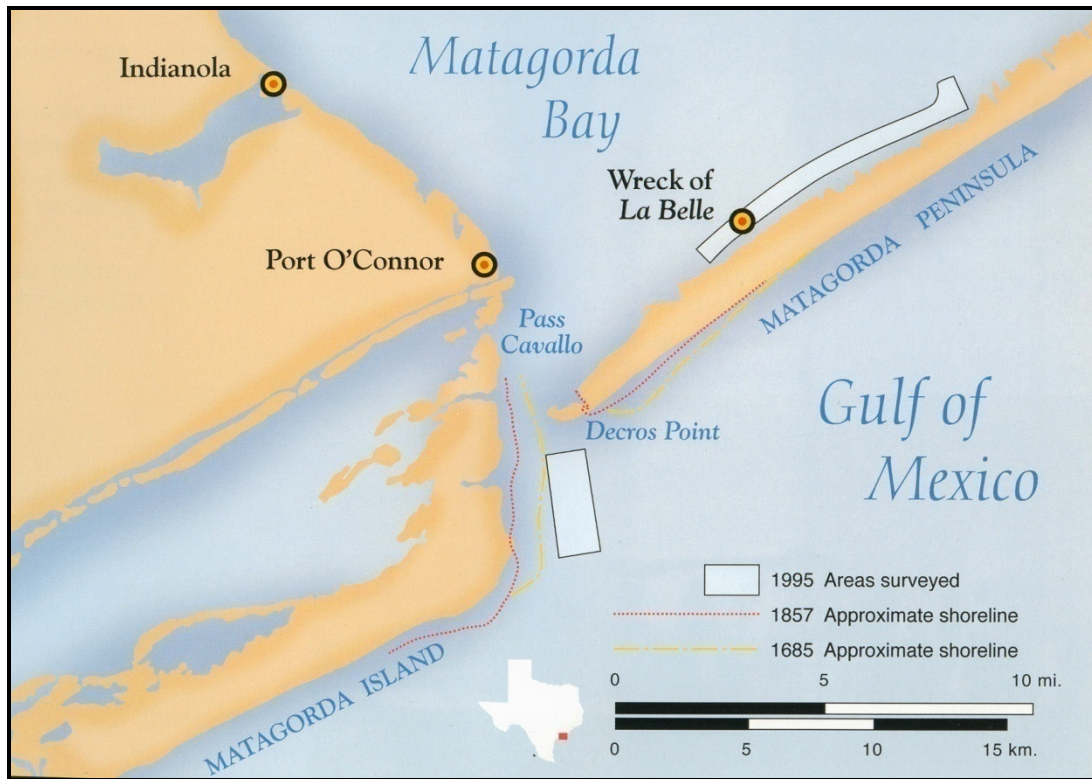 Indianola
Matagorda
Bay
Wreck of
La Belle
MATAGORDA PENINSULA
Port O'Connor
Pass
Cavallo
Decros Point
Gulf of
Mexico
MATAGORDA ISLAND
1995 Areas surveyed
1857 Approximate shoreline
1685 Approximate shoreline
0 5 10 mi.
0 5 10 15 km.